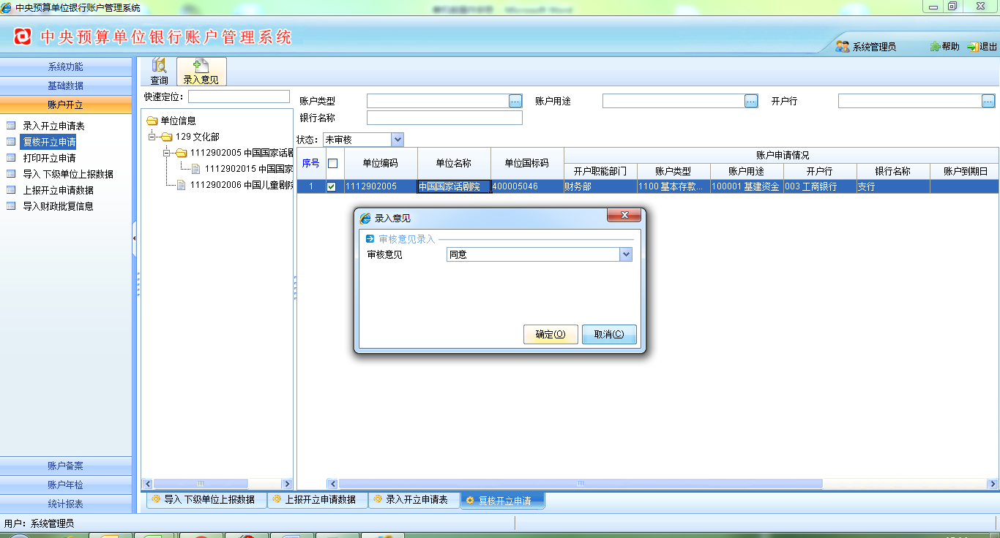 中央预算单位银行账户管理系统
中央预算单位银行账户管理系统
系统管理员 帮助 退出
系统功能
基础数据
账户开立
录入开立申请表
复核开立申请
打印开立申请
导入下级单位上报数据
上报开立申请数据
导入财政批复信息
账户备案
账户年检
统计报表
查询 录入意见
快速定位：
单位信息
129 文化部
1112902005 中国国家话剧
1112902015 中国国家
1112902006 中国儿童剧院
账户类型 账户用途 开户行
银行名称
状态： 未审核
序号 单位编码 单位名称 单位国标码 账户申请情况
开户职能部门 账户类型 账户用途 开户行 银行名称 账户到期日
1 1112902005 中国国家话剧院 400005046 财务部 1100 基本存款... 100001 基建资金 003 工商银行 支行
录入意见
审核意见录入
审核意见 同意
确定(O) 取消(C)
导入下级单位上报数据 上报开立申请数据 录入开立申请表 复核开立申请
用户：系统管理员